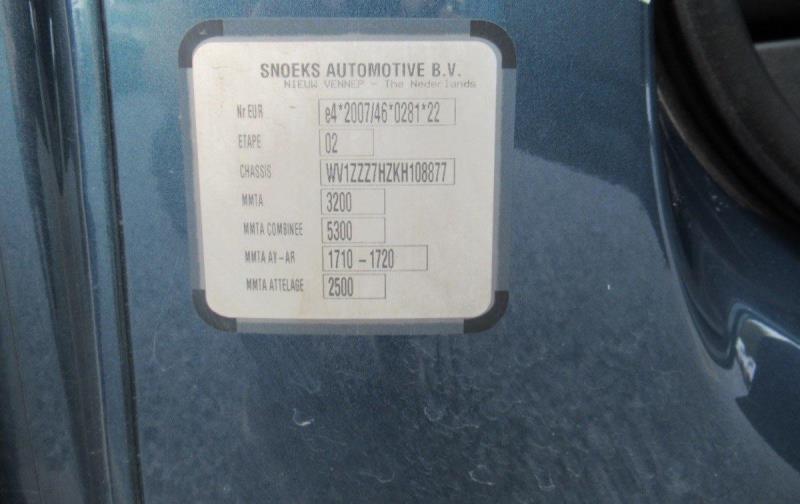 SNOEKS AUTOMOTIVE B.V.
NIEUW VENNEP - The Nederlands
Nr EUR e4*2007/46*0281*22
ETAPE 02
CHASSIS WV1ZZZ7HZKH108877
MMTA 3200
MMTA COMBINEE 5300
MMTA AV-AR 1710 - 1720
MMTA ATTELAGE 2500